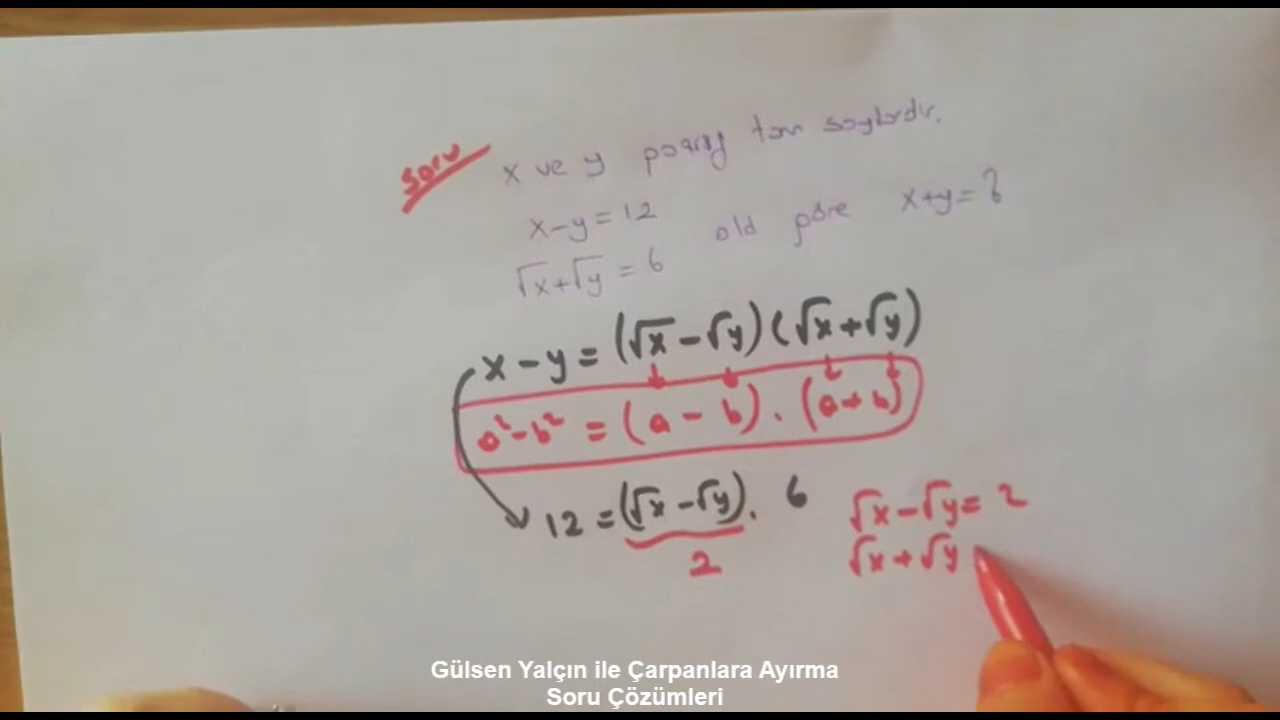 Soru
x ve y pozitif tam sayılardır.
x-y=12
√x+√y=6 old göre x+y=?
x-y=(√x-√y)(√x+√y)
a²-b²=(a-b).(a+b)
12=(√x-√y).6
2
√x-√y=2
√x+√y
Gülsen Yalçın ile Çarpanlara Ayırma
Soru Çözümleri